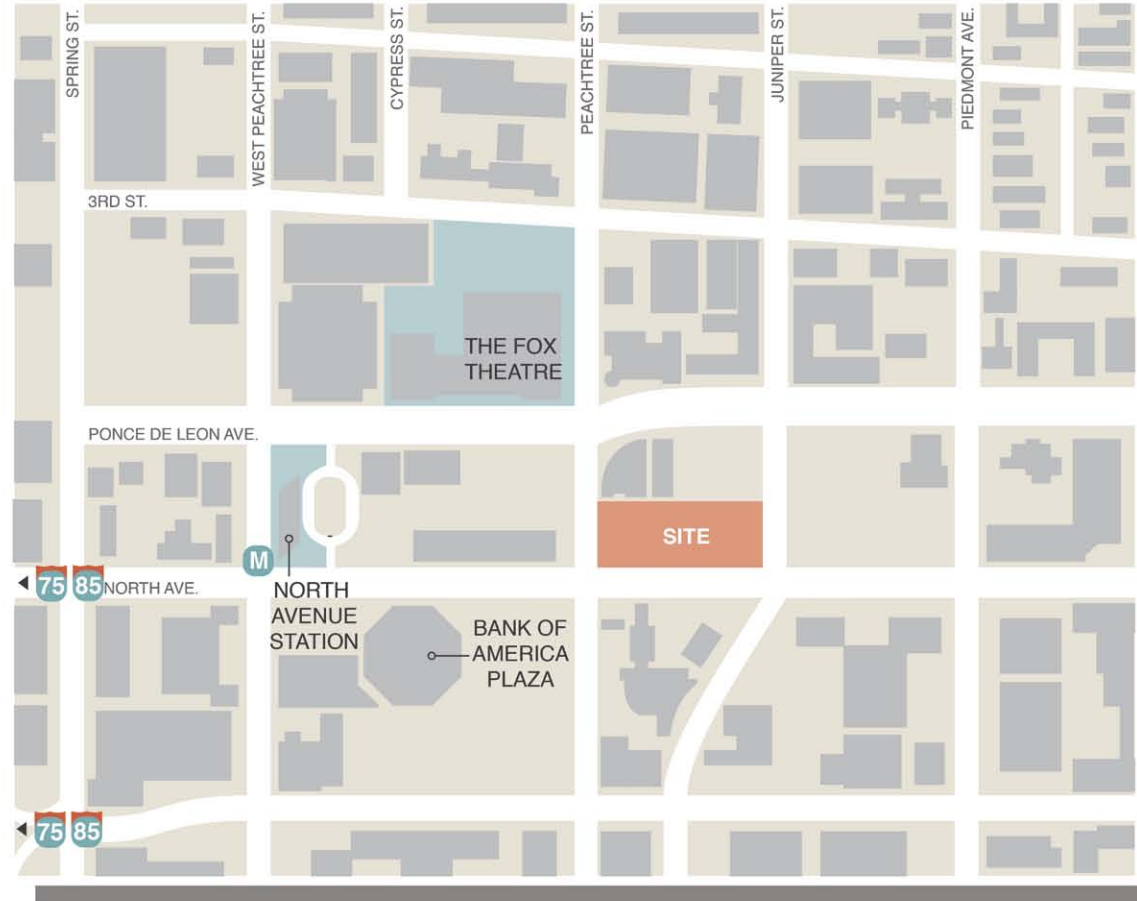 SPRING ST.
WEST PEACHTREE ST.
CYPRESS ST.
PEACHTREE ST.
JUNIPER ST.
PIEDMONT AVE.
3RD ST.
THE FOX
THEATRE
PONCE DE LEON AVE.
SITE
M
75 85 NORTH AVE.
NORTH
AVENUE
STATION
BANK OF
AMERICA
PLAZA
75 85